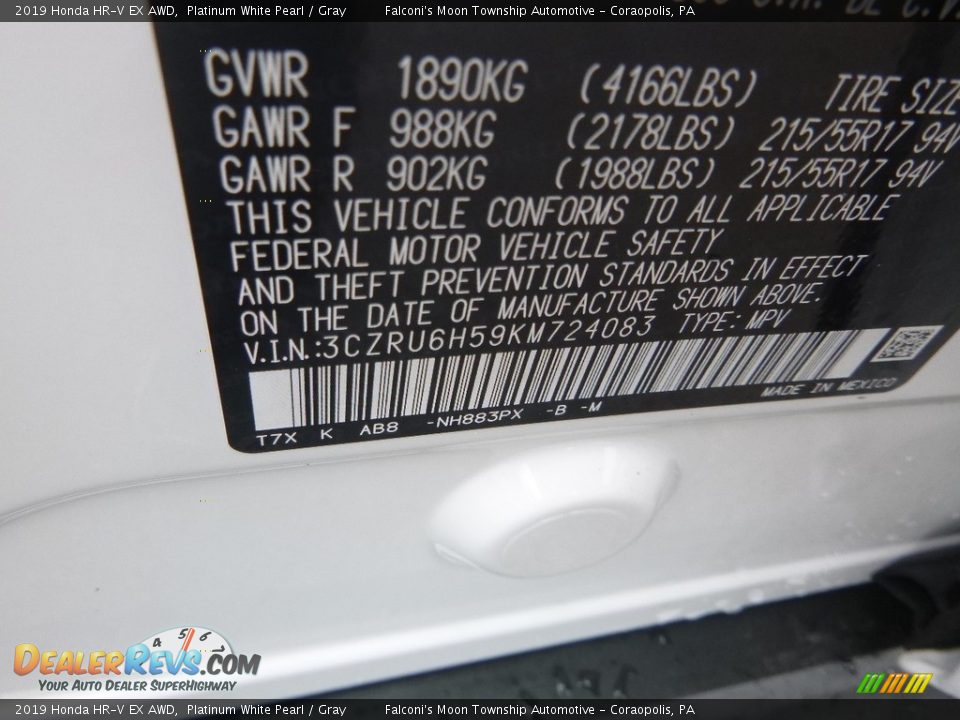 2019 Honda HR-V EX AWD, Platinum White Pearl / Gray Falconi's Moon Township Automotive - Coraopolis, PA
DE C.V.
GVWR 1890KG (4166LBS) TIRE SIZE
GAWR F 988KG (2178LBS) 215/55R17 94V
GAWR R 902KG (1988LBS) 215/55R17 94V
THIS VEHICLE CONFORMS TO ALL APPLICABLE
FEDERAL MOTOR VEHICLE SAFETY
AND THEFT PREVENTION STANDARDS IN EFFECT
ON THE DATE OF MANUFACTURE SHOWN ABOVE.
V.I.N.:3CZRU6H59KM724083 TYPE: MPV
MADE IN MEXICO
T7X K AB8 -NH883PX -B -M
4 5 6
DEALERREVS.COM
YOUR AUTO DEALER SUPERHIGHWAY
2019 Honda HR-V EX AWD, Platinum White Pearl / Gray Falconi's Moon Township Automotive - Coraopolis, PA